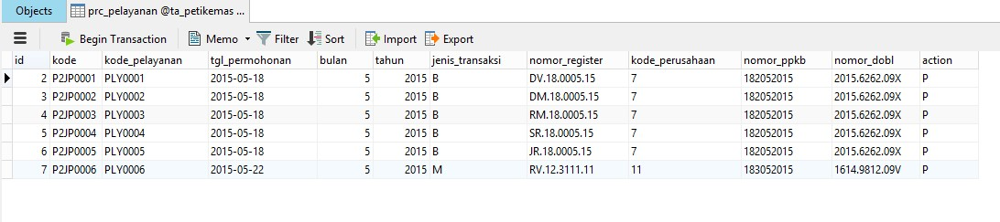 Objects prc_pelayanan @ta_petikemas ...
Begin Transaction Memo Filter Sort Import Export
id kode kode_pelayanan tgl_permohonan bulan tahun jenis_transaksi nomor_register kode_perusahaan nomor_ppkb nomor_dobl action
2 P2JP0001 PLY0001 2015-05-18 5 2015 B DV.18.0005.15 7 182052015 2015.6262.09X P
3 P2JP0002 PLY0002 2015-05-18 5 2015 B DM.18.0005.15 7 182052015 2015.6262.09X P
4 P2JP0003 PLY0003 2015-05-18 5 2015 B RM.18.0005.15 7 182052015 2015.6262.09X P
5 P2JP0004 PLY0004 2015-05-18 5 2015 B SR.18.0005.15 7 182052015 2015.6262.09X P
6 P2JP0005 PLY0005 2015-05-18 5 2015 B JR.18.0005.15 7 182052015 2015.6262.09X P
7 P2JP0006 PLY0006 2015-05-22 5 2015 M RV.12.3111.11 11 183052015 1614.9812.09V P